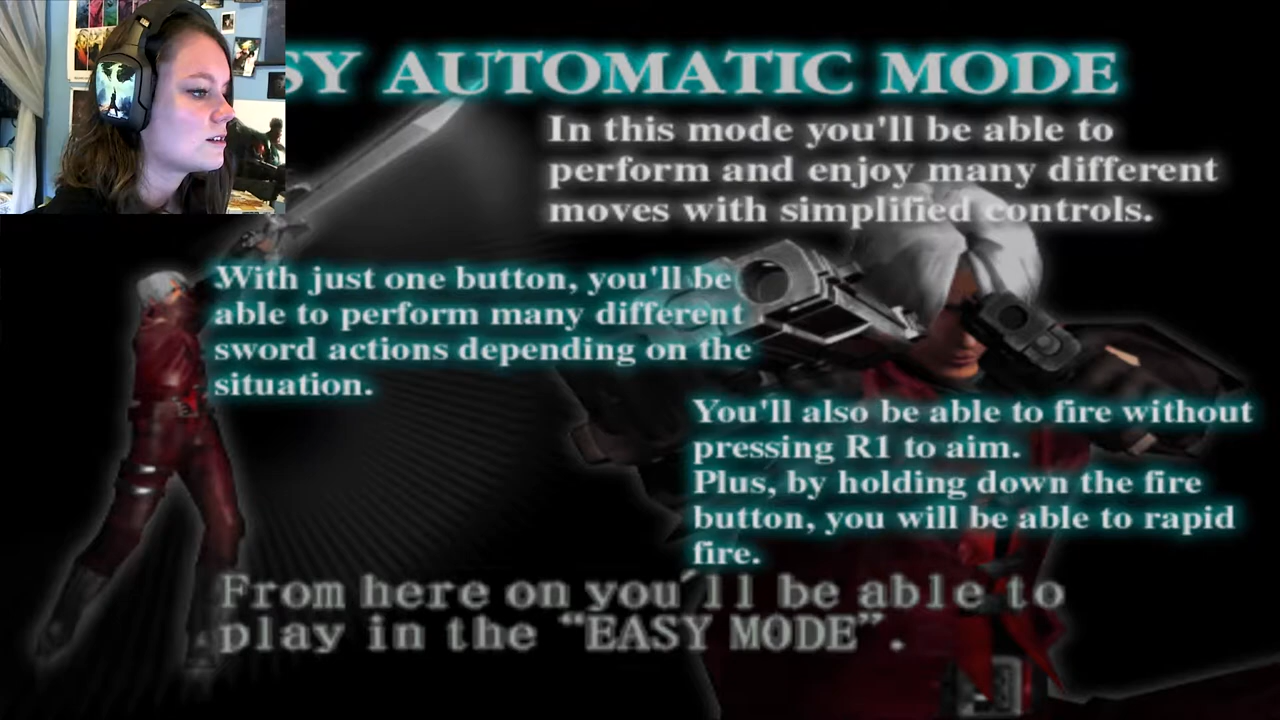 SY AUTOMATIC MODE
In this mode you'll be able to
perform and enjoy many different
moves with simplified controls.
With just one button, you'll be
able to perform many different
sword actions depending on the
situation.
You'll also be able to fire without
pressing R1 to aim.
Plus, by holding down the fire
button, you will be able to rapid
fire.
From here on you'll be able to
play in the “EASY MODE”.